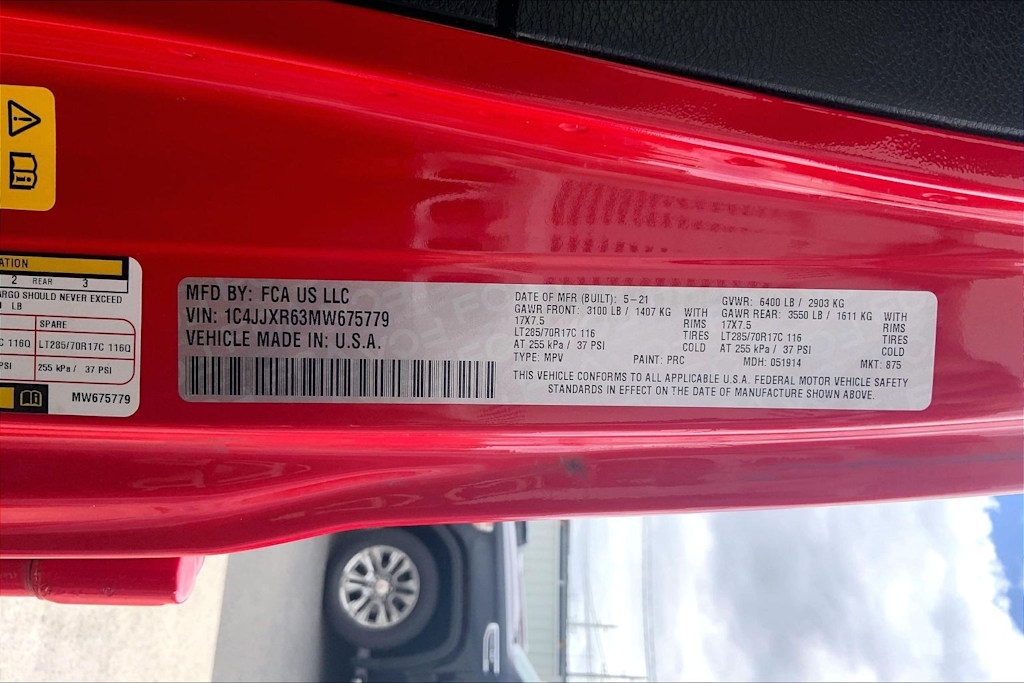 ATION
2 REAR 3
ARGO SHOULD NEVER EXCEED
LB
SPARE
116Q LT285/70R17C 116Q
PSI 255 kPa / 37 PSI
MW675779
MFD BY: FCA US LLC
VIN: 1C4JJXR63MW675779
VEHICLE MADE IN: U.S.A.
DATE OF MFR (BUILT): 5-21
GAWR FRONT: 3100 LB / 1407 KG WITH
17X7.5 RIMS
LT285/70R17C 116 TIRES
AT 255 kPa / 37 PSI COLD
TYPE: MPV PAINT: PRC
GVWR: 6400 LB / 2903 KG
GAWR REAR: 3550 LB / 1611 KG WITH
17X7.5 RIMS
LT285/70R17C 116 TIRES
AT 255 kPa / 37 PSI COLD
MDH: 051914 MKT: 875
THIS VEHICLE CONFORMS TO ALL APPLICABLE U.S.A. FEDERAL MOTOR VEHICLE SAFETY
STANDARDS IN EFFECT ON THE DATE OF MANUFACTURE SHOWN ABOVE.